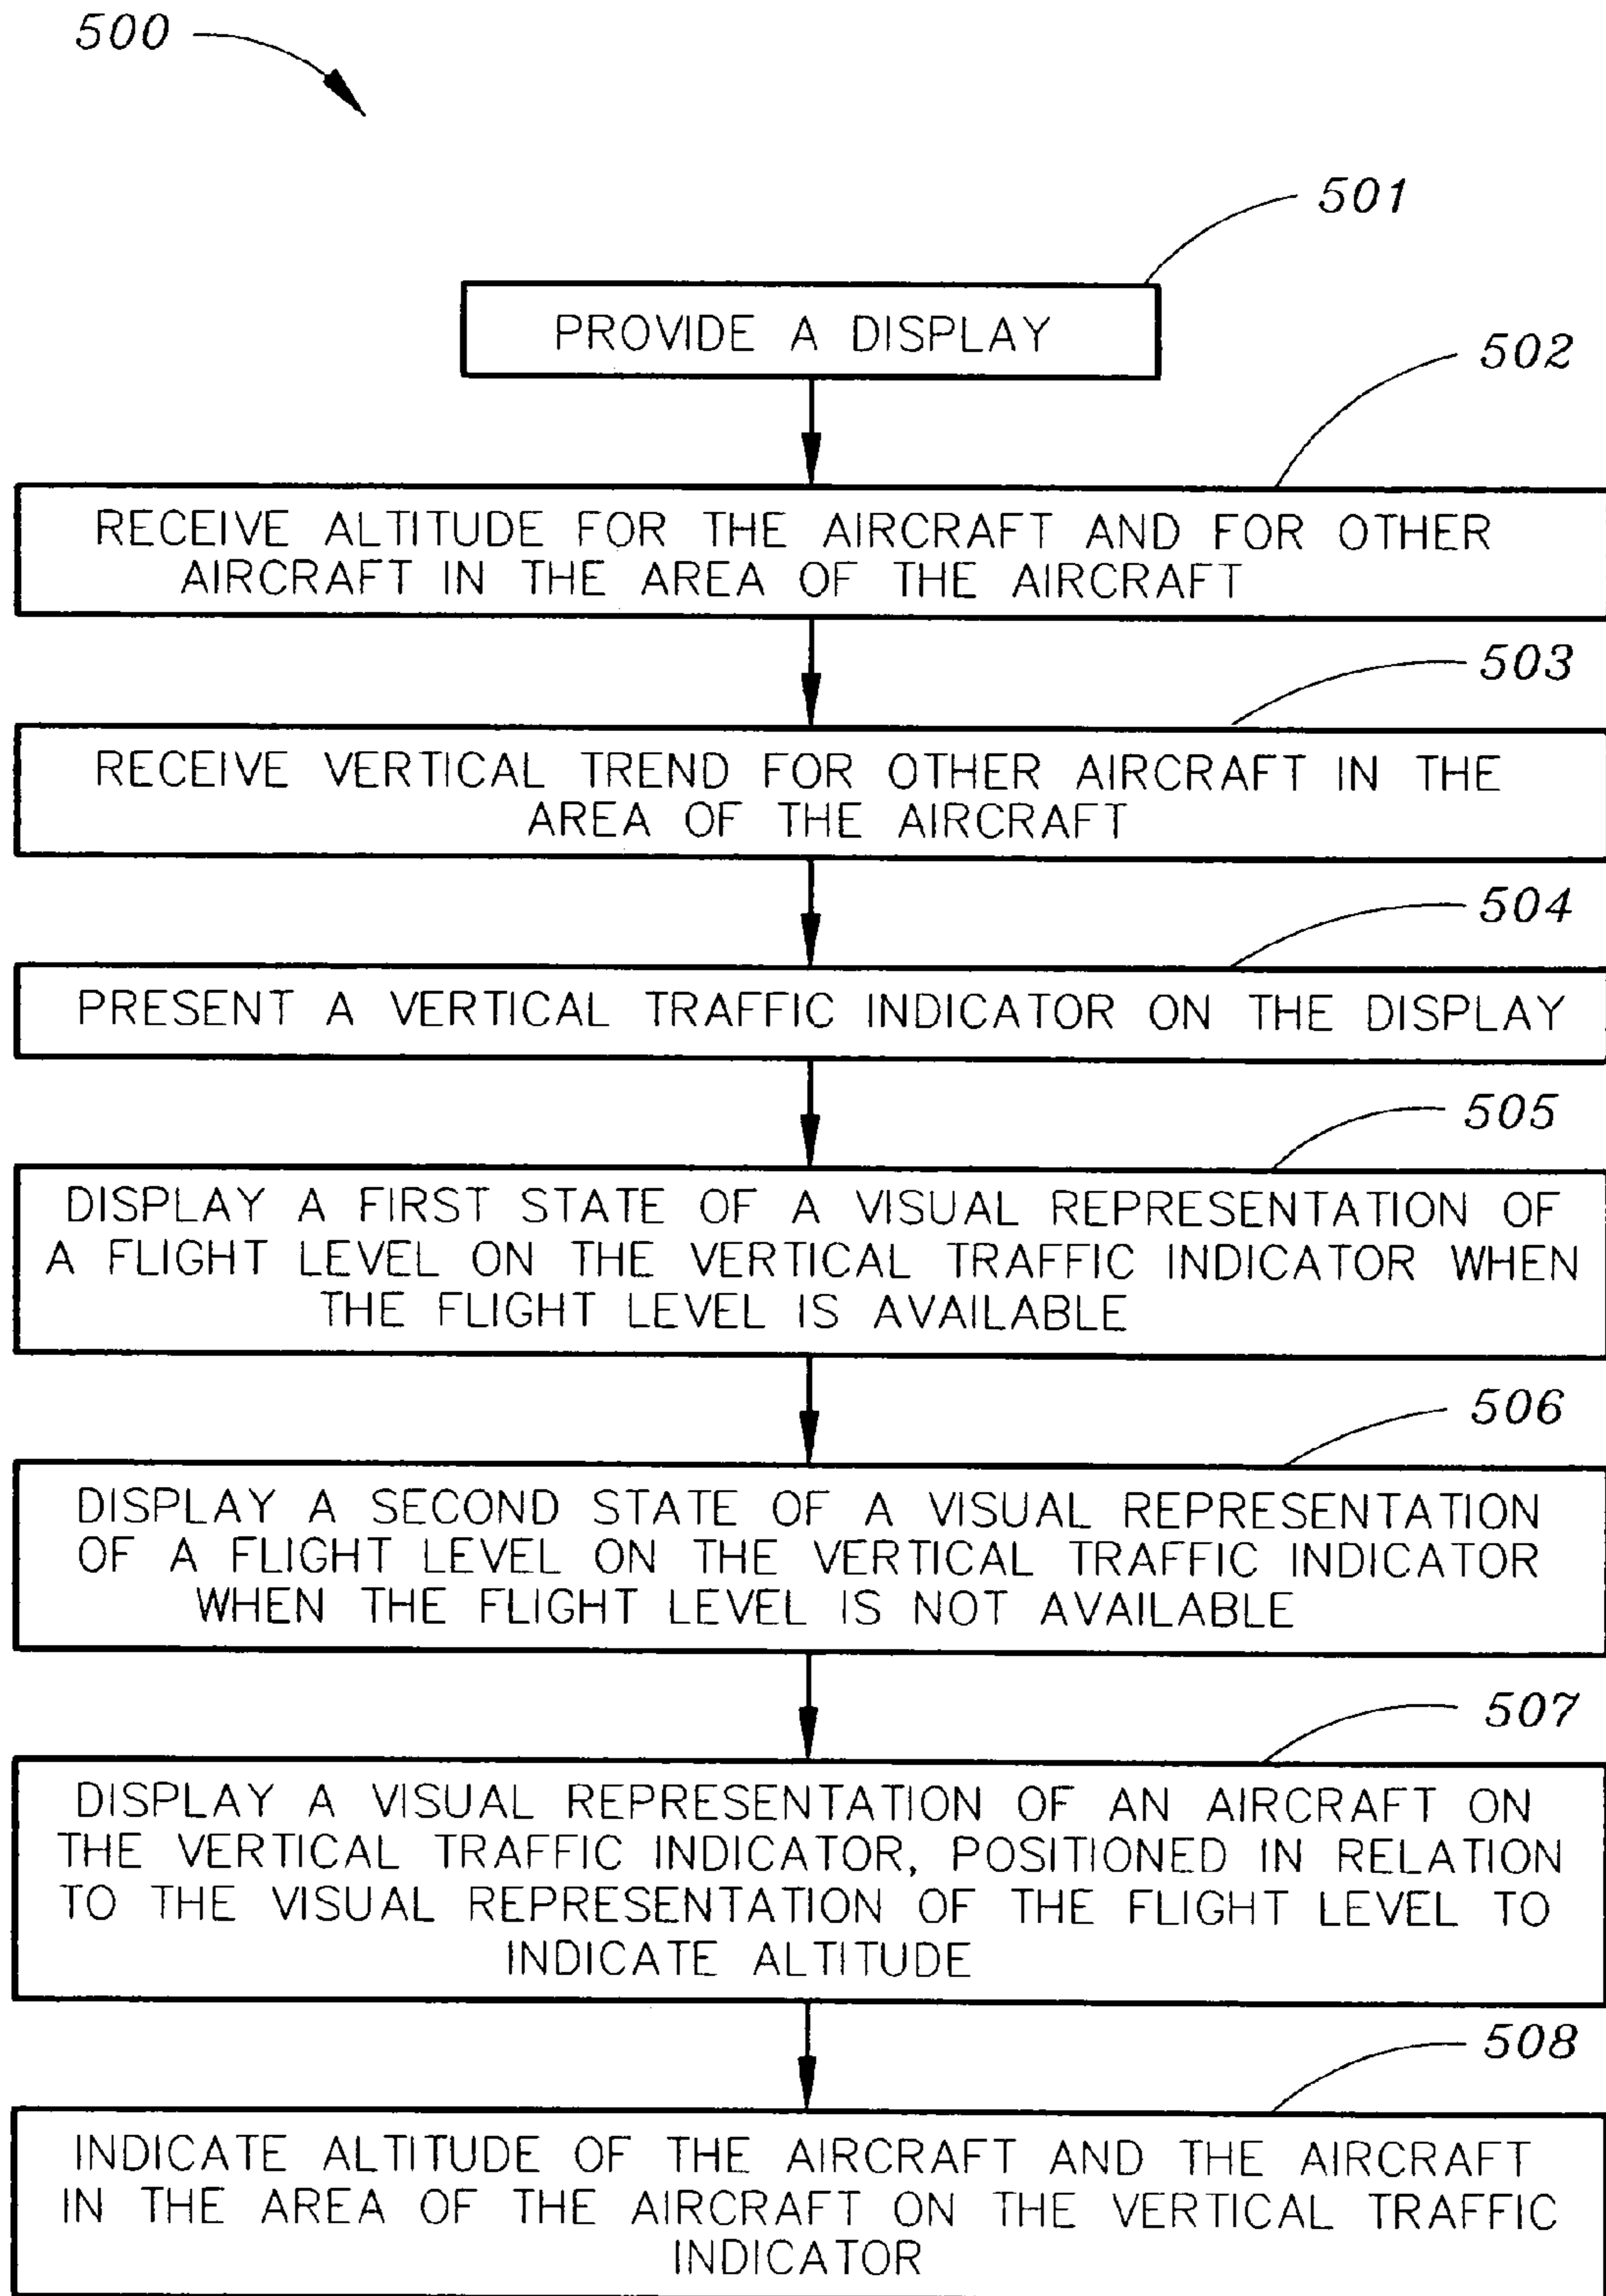 500
501
PROVIDE A DISPLAY
502
RECEIVE ALTITUDE FOR THE AIRCRAFT AND FOR OTHER
AIRCRAFT IN THE AREA OF THE AIRCRAFT
503
RECEIVE VERTICAL TREND FOR OTHER AIRCRAFT IN THE
AREA OF THE AIRCRAFT
504
PRESENT A VERTICAL TRAFFIC INDICATOR ON THE DISPLAY
505
DISPLAY A FIRST STATE OF A VISUAL REPRESENTATION OF
A FLIGHT LEVEL ON THE VERTICAL TRAFFIC INDICATOR WHEN
THE FLIGHT LEVEL IS AVAILABLE
506
DISPLAY A SECOND STATE OF A VISUAL REPRESENTATION
OF A FLIGHT LEVEL ON THE VERTICAL TRAFFIC INDICATOR
WHEN THE FLIGHT LEVEL IS NOT AVAILABLE
507
DISPLAY A VISUAL REPRESENTATION OF AN AIRCRAFT ON
THE VERTICAL TRAFFIC INDICATOR, POSITIONED IN RELATION
TO THE VISUAL REPRESENTATION OF THE FLIGHT LEVEL TO
INDICATE ALTITUDE
508
INDICATE ALTITUDE OF THE AIRCRAFT AND THE AIRCRAFT
IN THE AREA OF THE AIRCRAFT ON THE VERTICAL TRAFFIC
INDICATOR